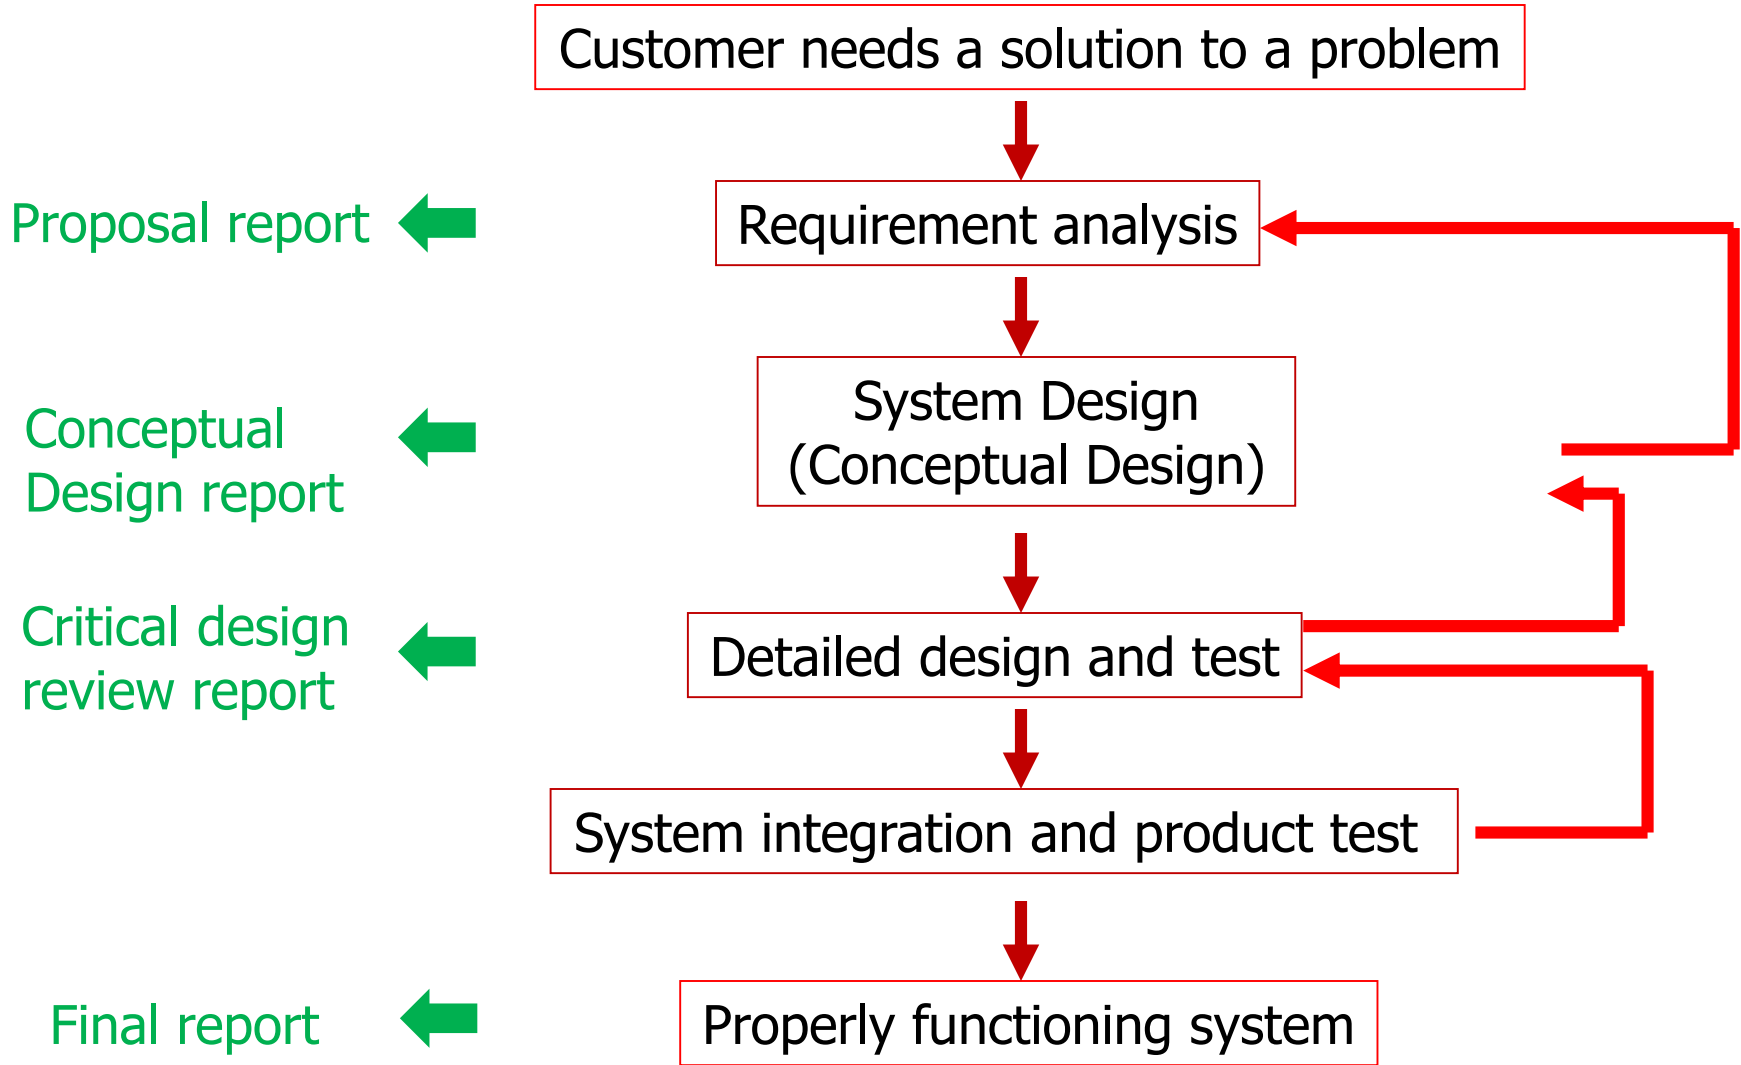 Customer needs a solution to a problem
Proposal report
Requirement analysis
Conceptual
Design report
System Design
(Conceptual Design)
Critical design
review report
Detailed design and test
System integration and product test
Final report
Properly functioning system